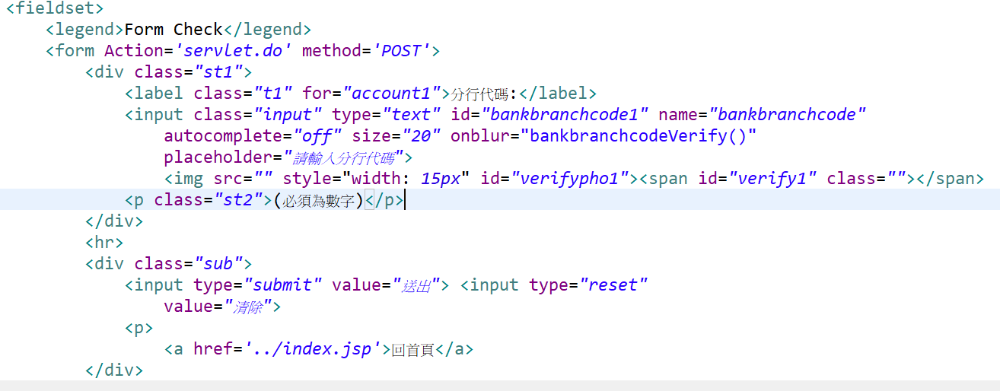 <fieldset>
<legend>Form Check</legend>
<form Action='servlet.do' method='POST'>
<div class="st1">
<label class="t1" for="account1">分行代碼:</label>
<input class="input" type="text" id="bankbranchcode1" name="bankbranchcode"
autocomplete="off" size="20" onblur="bankbranchcodeVerify()"
placeholder="請輸入分行代碼">
<img src="" style="width: 15px" id="verifypho1"><span id="verify1" class=""></span>
<p class="st2">(必須為數字)</p>
</div>
<hr>
<div class="sub">
<input type="submit" value="送出"> <input type="reset"
value="清除">
<p>
<a href='../index.jsp'>回首頁</a>
</div>